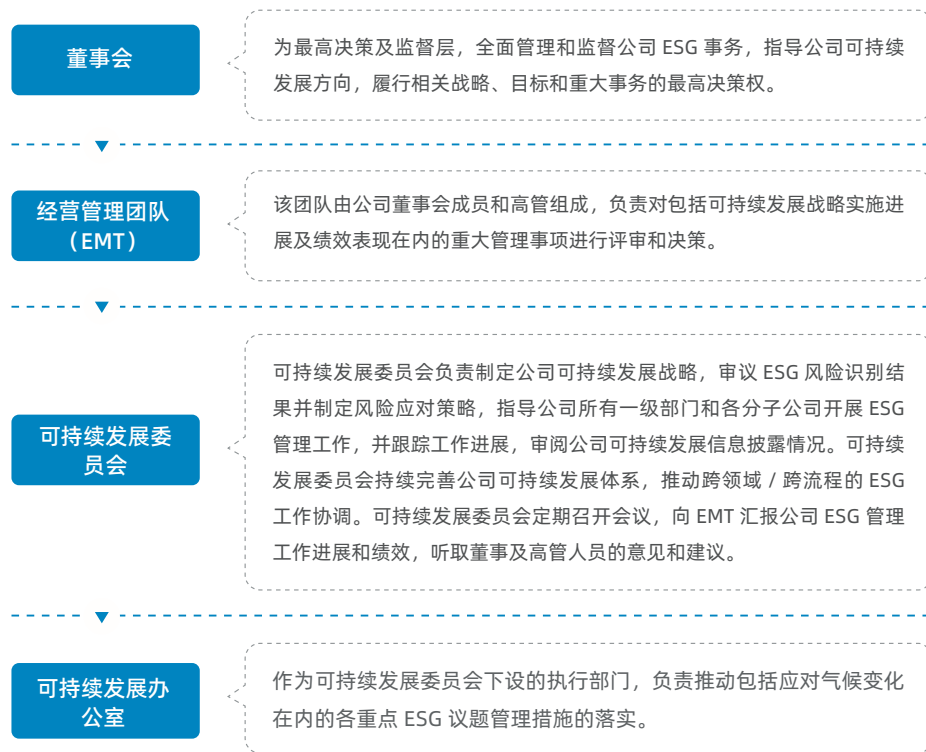 董事会
为最高决策及监督层，全面管理和监督公司 ESG 事务，指导公司可持续
发展方向，履行相关战略、目标和重大事务的最高决策权。
经营管理团队
（EMT）
该团队由公司董事会成员和高管组成，负责对包括可持续发展战略实施进
展及绩效表现在内的重大管理事项进行评审和决策。
可持续发展委
员会
可持续发展委员会负责制定公司可持续发展战略，审议 ESG 风险识别结
果并制定风险应对策略，指导公司所有一级部门和各分子公司开展 ESG
管理工作，并跟踪工作进展，审阅公司可持续发展信息披露情况。可持续
发展委员会持续完善公司可持续发展体系，推动跨领域 / 跨流程的 ESG
工作协调。可持续发展委员会定期召开会议，向 EMT 汇报公司 ESG 管理
工作进展和绩效，听取董事及高管人员的意见和建议。
可持续发展办
公室
作为可持续发展委员会下设的执行部门，负责推动包括应对气候变化
在内的各重点 ESG 议题管理措施的落实。